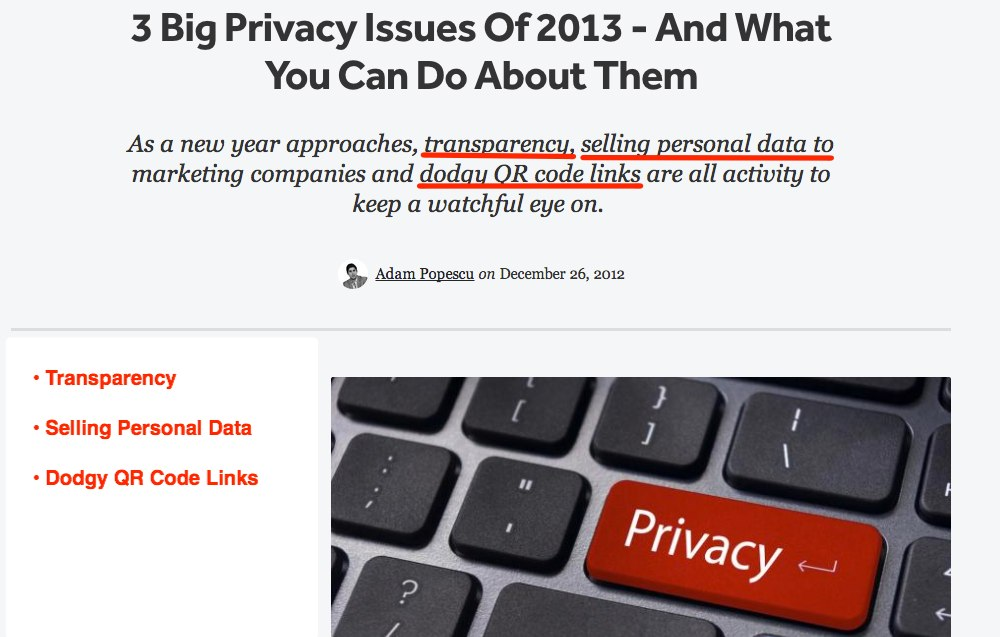 3 Big Privacy Issues Of 2013 - And What
You Can Do About Them
As a new year approaches, transparency, selling personal data to
marketing companies and dodgy QR code links are all activity to
keep a watchful eye on.
Adam Popescu on December 26, 2012
• Transparency
• Selling Personal Data
• Dodgy QR Code Links
[
}
]
|
\
:
;
"
'
Privacy
?
/